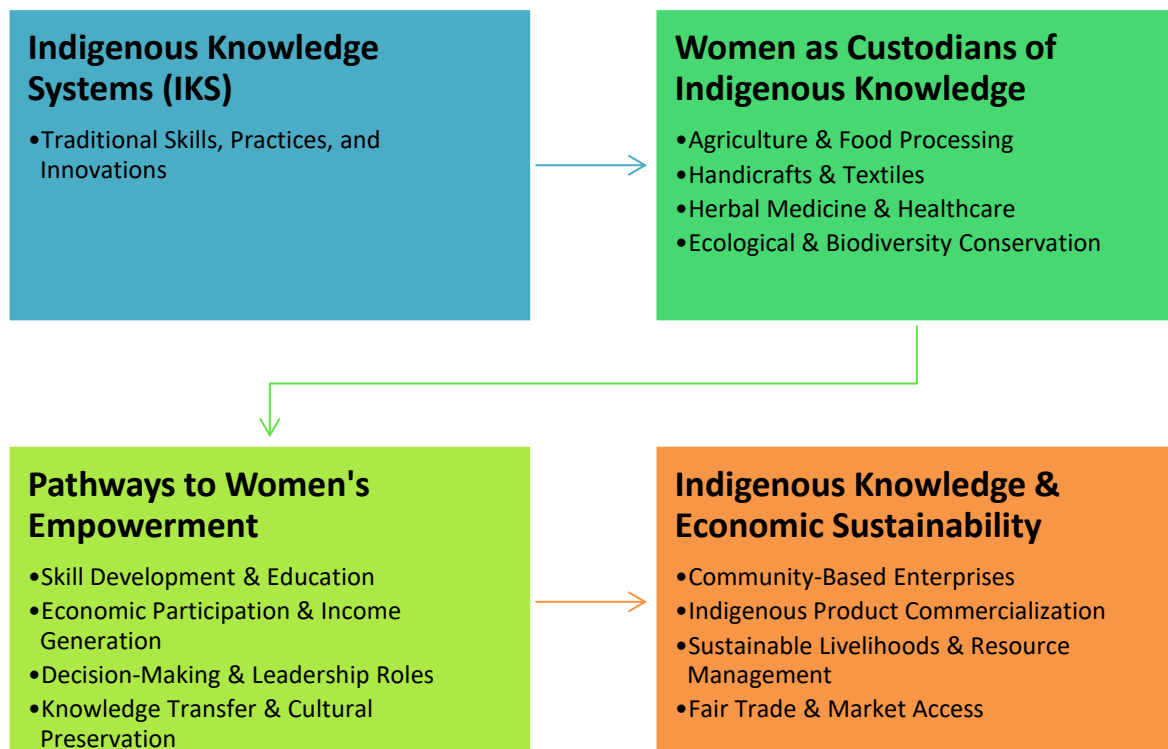 Indigenous Knowledge
Systems (IKS)
•Traditional Skills, Practices, and
Innovations
Women as Custodians of
Indigenous Knowledge
•Agriculture & Food Processing
•Handicrafts & Textiles
•Herbal Medicine & Healthcare
•Ecological & Biodiversity Conservation
Pathways to Women's
Empowerment
•Skill Development & Education
•Economic Participation & Income
Generation
•Decision-Making & Leadership Roles
•Knowledge Transfer & Cultural
Preservation
Indigenous Knowledge &
Economic Sustainability
•Community-Based Enterprises
•Indigenous Product Commercialization
•Sustainable Livelihoods & Resource
Management
•Fair Trade & Market Access